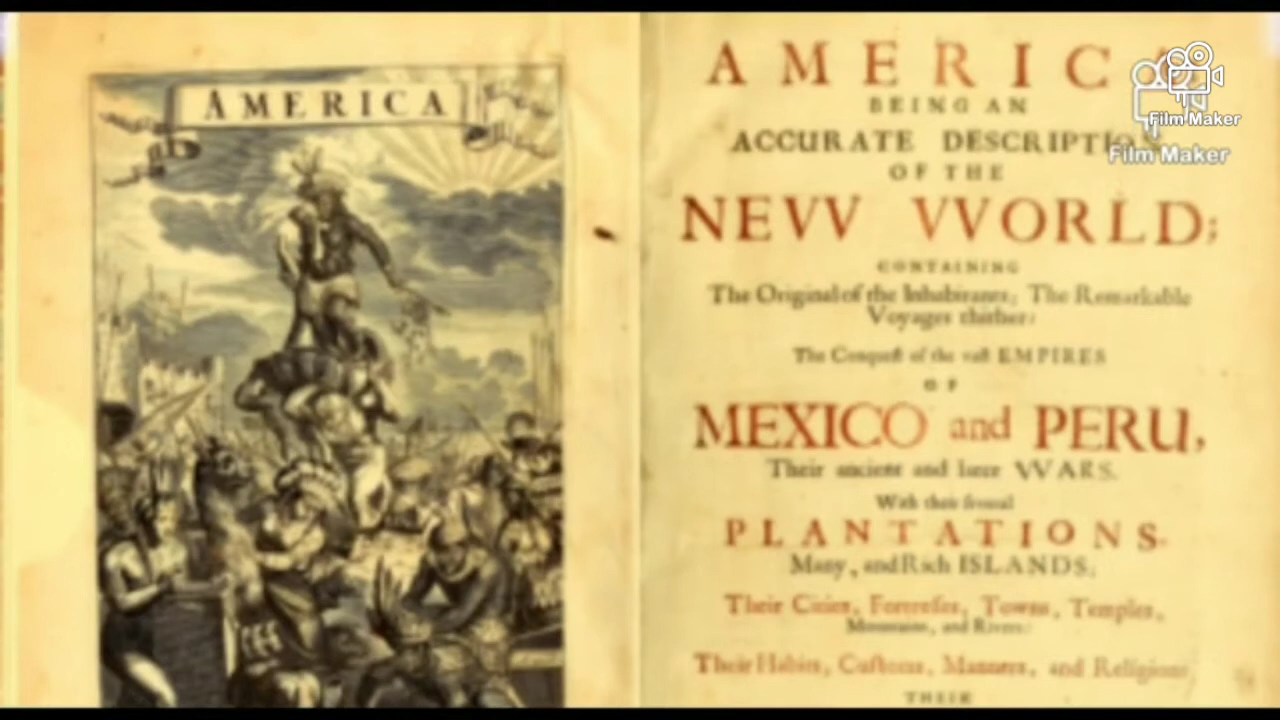 AMERICA
AMERIC
BEING AN
ACCURATE DESCRIPTION
OF THE
NEVV VVORLD;
CONTAINING
The Original of the Inhabitants; The Remarkable
Voyages thither:
The Conquest of the vast EMPIRES
OF
MEXICO and PERU,
Their ancient and later VVARS.
With their several
PLANTATIONS.
Many, and Rich ISLANDS;
Their Cities, Fortresses, Towns, Temples,
Mountains, and Rivers:
Their Habits, Customs, Manners, and Religions
THEIR
Film Maker
Film Maker